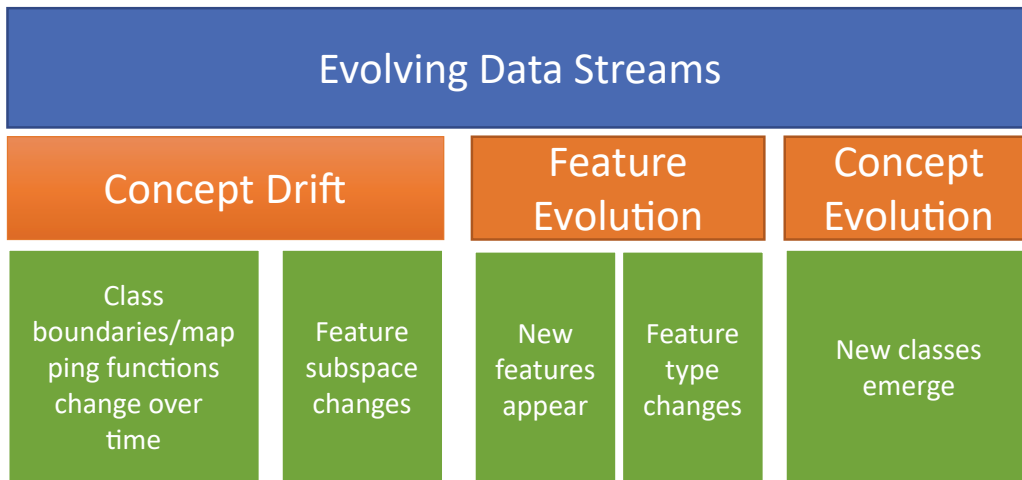 Evolving Data Streams
Concept Drift
Feature
Evolution
Concept
Evolution
Class
boundaries/map
ping functions
change over
time
Feature
subspace
changes
New
features
appear
Feature
type
changes
New classes
emerge